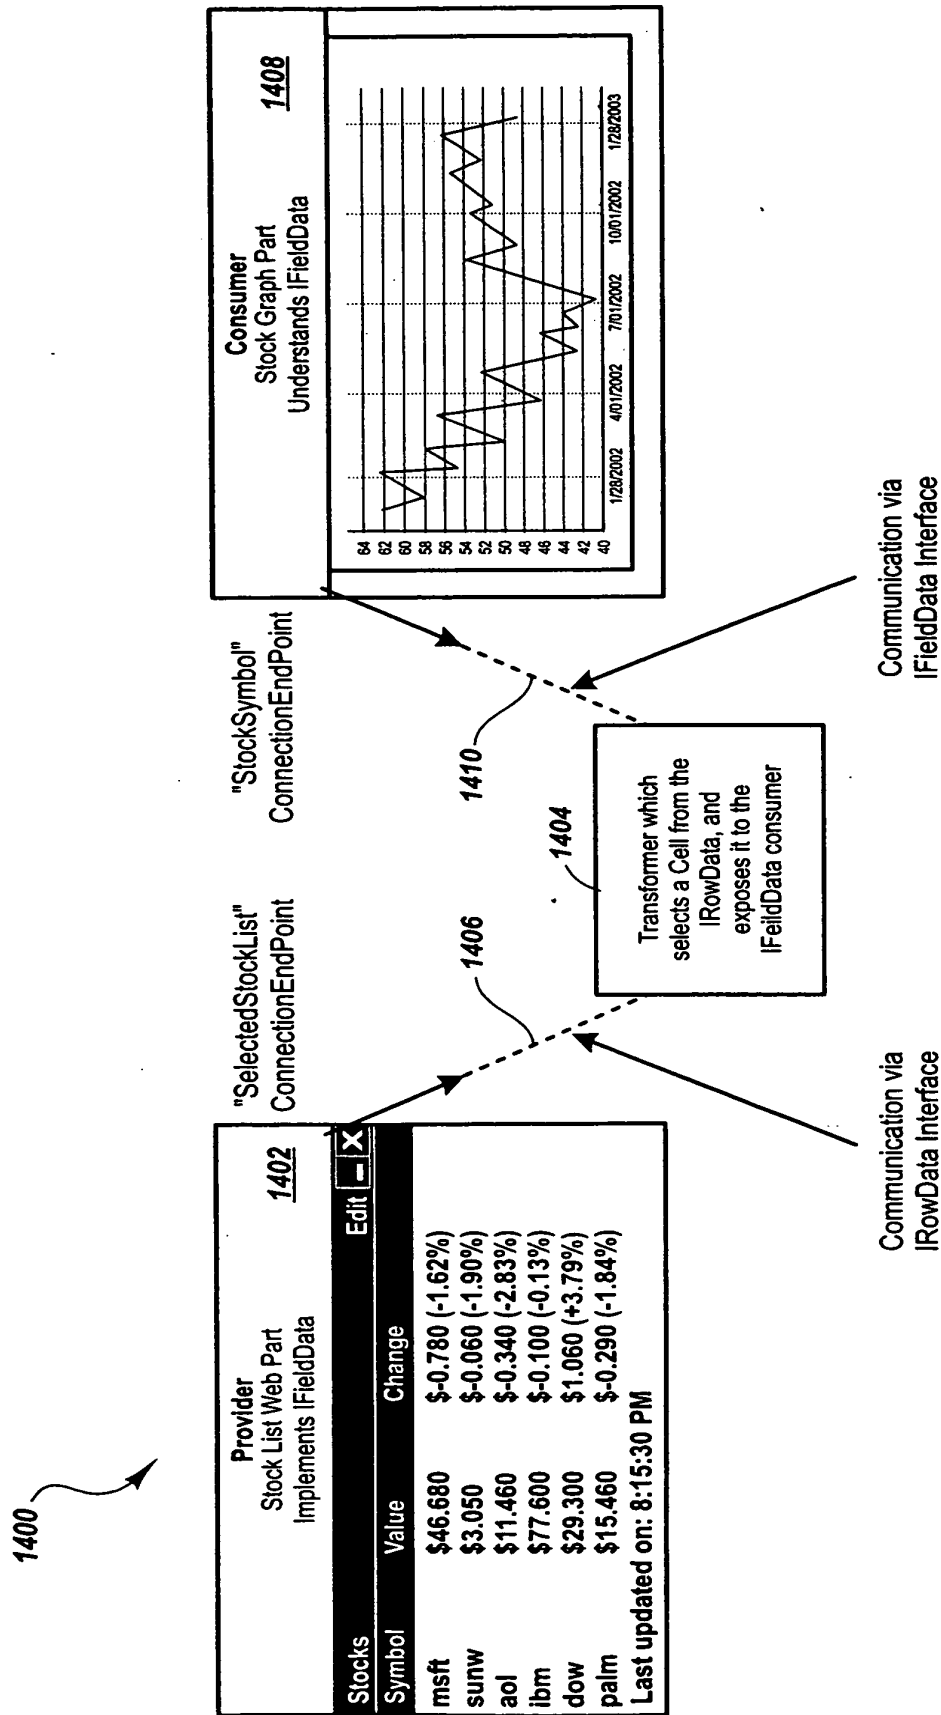 1400
Provider
Stock List Web Part
Implements IFieldData
1402
Stocks Edit X
Symbol Value Change
msft $46.680 $-0.780 (-1.62%)
sunw $3.050 $-0.060 (-1.90%)
aol $11.460 $-0.340 (-2.83%)
ibm $77.600 $-0.100 (-0.13%)
dow $29.300 $1.060 (+3.79%)
palm $15.460 $-0.290 (-1.84%)
Last updated on: 8:15:30 PM
"SelectedStockList"
ConnectionEndPoint
"StockSymbol"
ConnectionEndPoint
Consumer
Stock Graph Part
Understands IFieldData
1408
64
62
60
58
56
54
52
50
48
46
44
42
40
1/28/2002 4/01/2002 7/01/2002 10/01/2002 1/28/2003
1406
1410
1404
Transformer which
selects a Cell from the
IRowData, and
exposes it to the
IFeildData consumer
Communication via
IRowData Interface
Communication via
IFieldData Interface